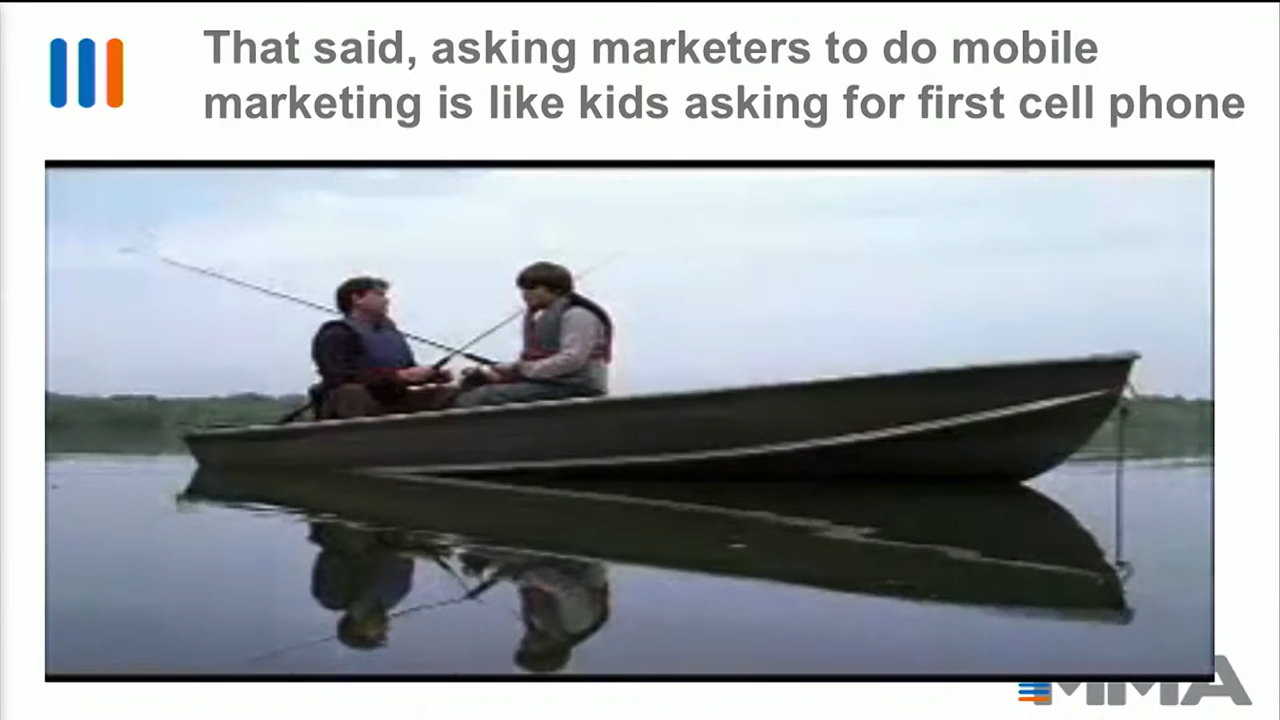 That said, asking marketers to do mobile
marketing is like kids asking for first cell phone
MMA